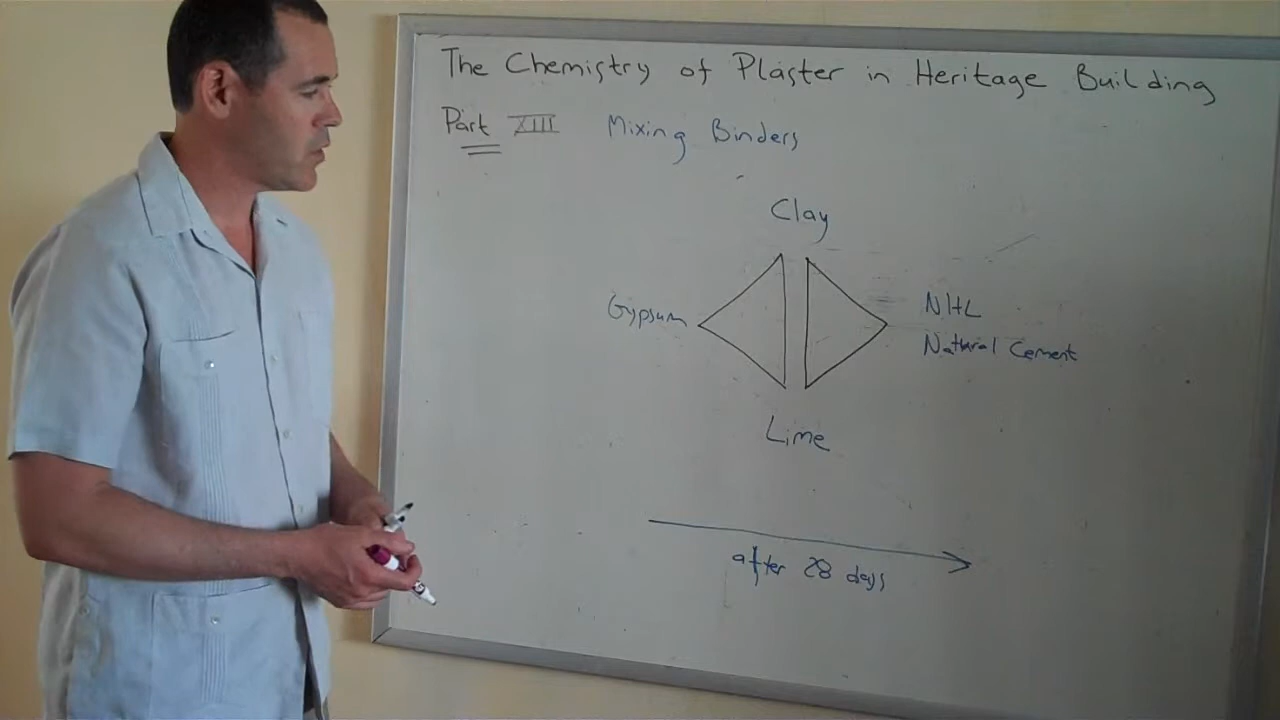 The Chemistry of Plaster in Heritage Building
Part XIII Mixing Binders
Clay
Gypsum
NHL
Natural Cement
Lime
after 28 days